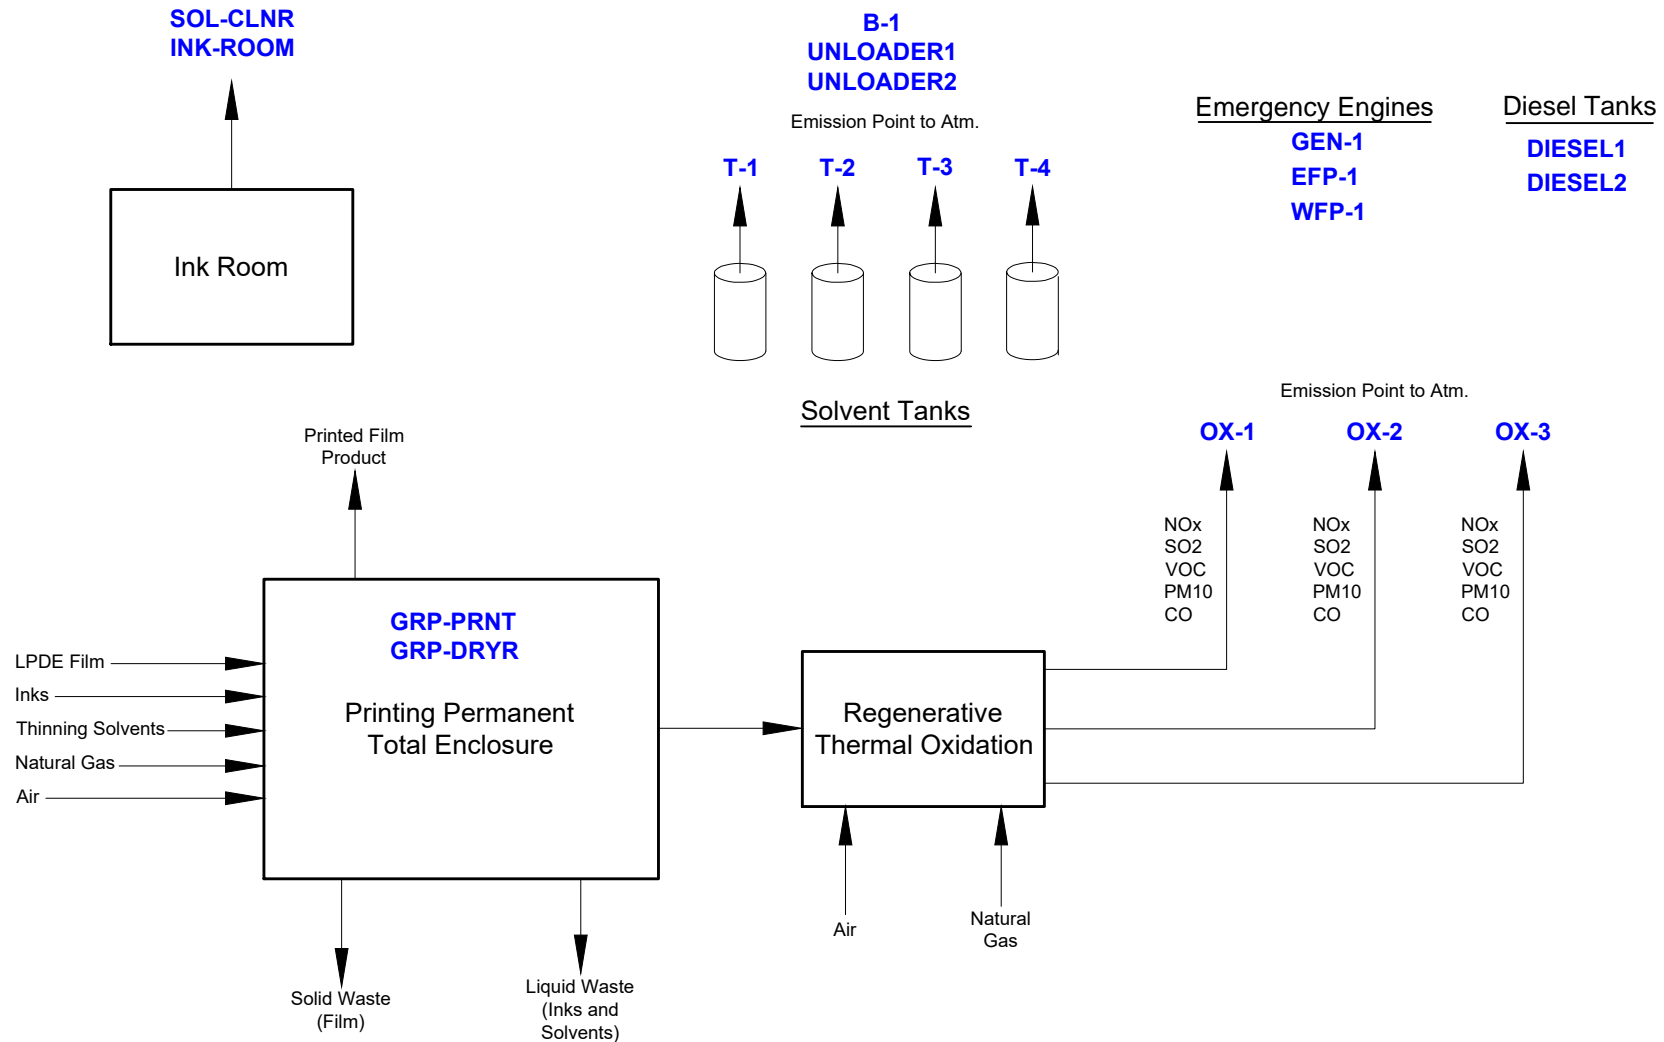 SOL-CLNR
INK-ROOM
Ink Room
B-1
UNLOADER1
UNLOADER2
Emission Point to Atm.
T-1
T-2
T-3
T-4
Solvent Tanks
Emergency Engines
GEN-1
EFP-1
WFP-1
Diesel Tanks
DIESEL1
DIESEL2
Emission Point to Atm.
OX-1
OX-2
OX-3
NOx
SO2
VOC
PM10
CO
NOx
SO2
VOC
PM10
CO
NOx
SO2
VOC
PM10
CO
Printed Film
Product
GRP-PRNT
GRP-DRYR
Printing Permanent
Total Enclosure
LPDE Film
Inks
Thinning Solvents
Natural Gas
Air
Regenerative
Thermal Oxidation
Air
Natural
Gas
Solid Waste
(Film)
Liquid Waste
(Inks and
Solvents)